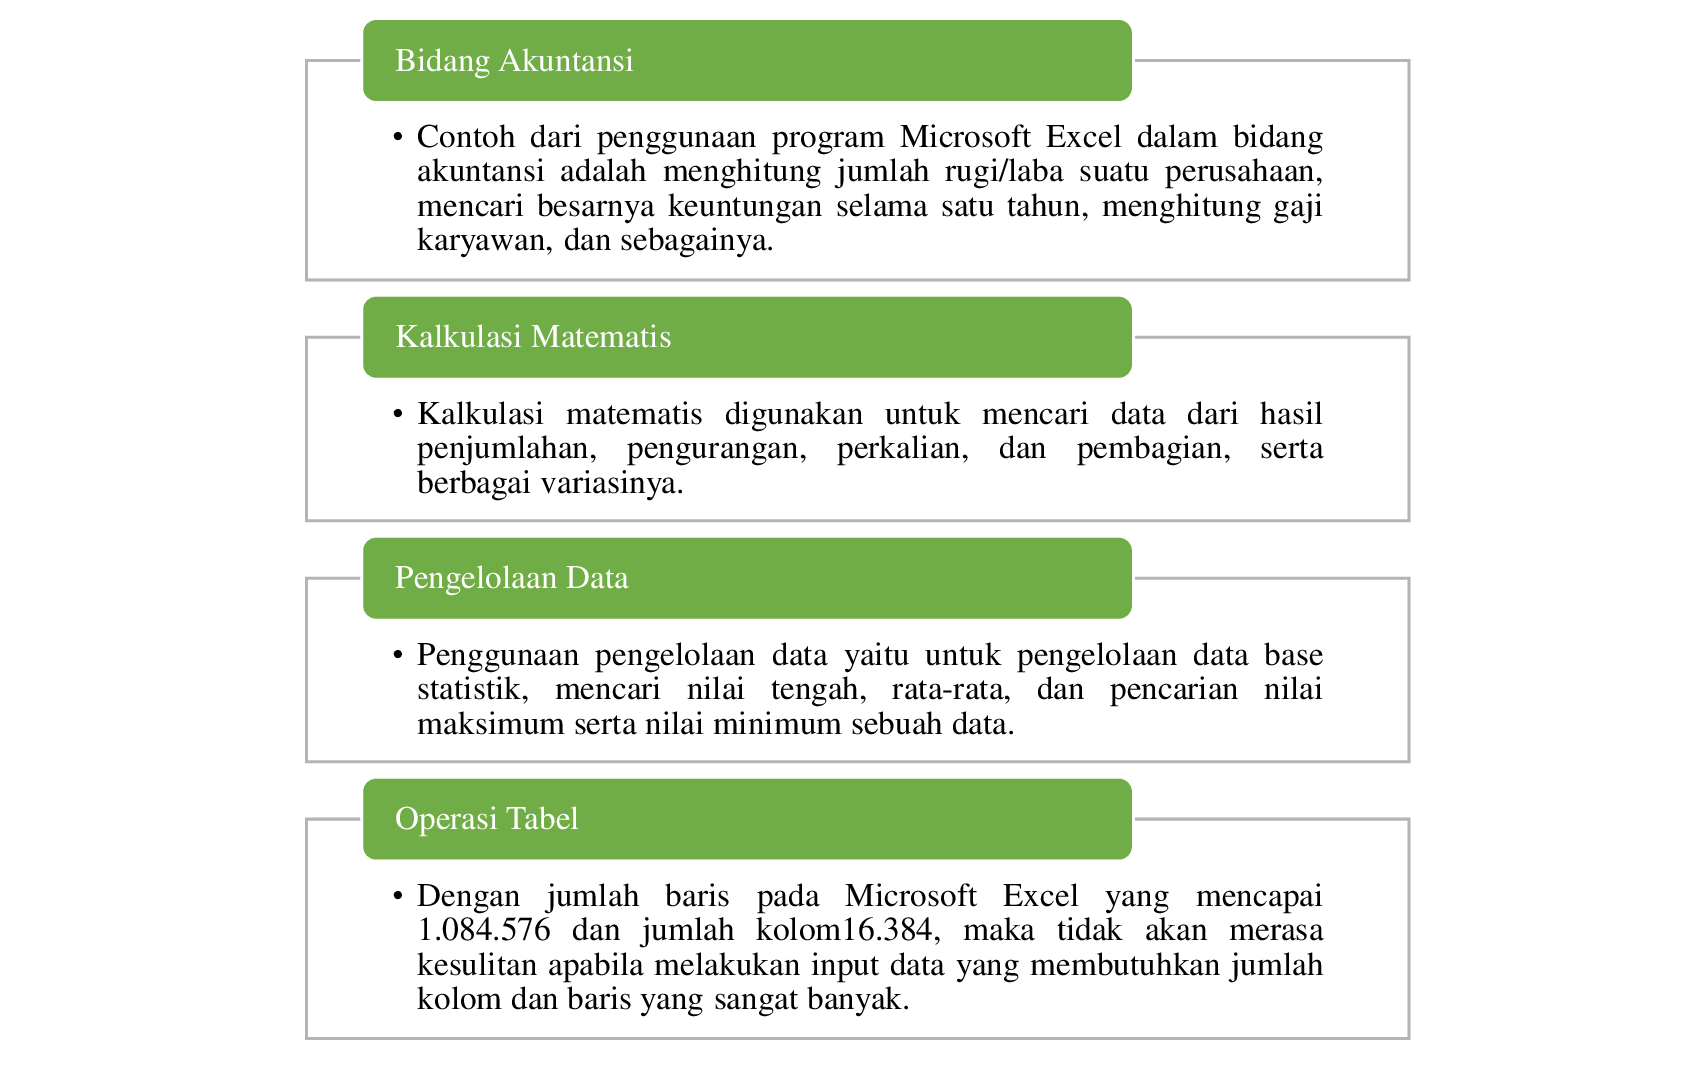 Bidang Akuntansi
• Contoh dari penggunaan program Microsoft Excel dalam bidang
akuntansi adalah menghitung jumlah rugi/laba suatu perusahaan,
mencari besarnya keuntungan selama satu tahun, menghitung gaji
karyawan, dan sebagainya.
Kalkulasi Matematis
• Kalkulasi matematis digunakan untuk mencari data dari hasil
penjumlahan, pengurangan, perkalian, dan pembagian, serta
berbagai variasinya.
Pengelolaan Data
• Penggunaan pengelolaan data yaitu untuk pengelolaan data base
statistik, mencari nilai tengah, rata-rata, dan pencarian nilai
maksimum serta nilai minimum sebuah data.
Operasi Tabel
• Dengan jumlah baris pada Microsoft Excel yang mencapai
1.084.576 dan jumlah kolom16.384, maka tidak akan merasa
kesulitan apabila melakukan input data yang membutuhkan jumlah
kolom dan baris yang sangat banyak.